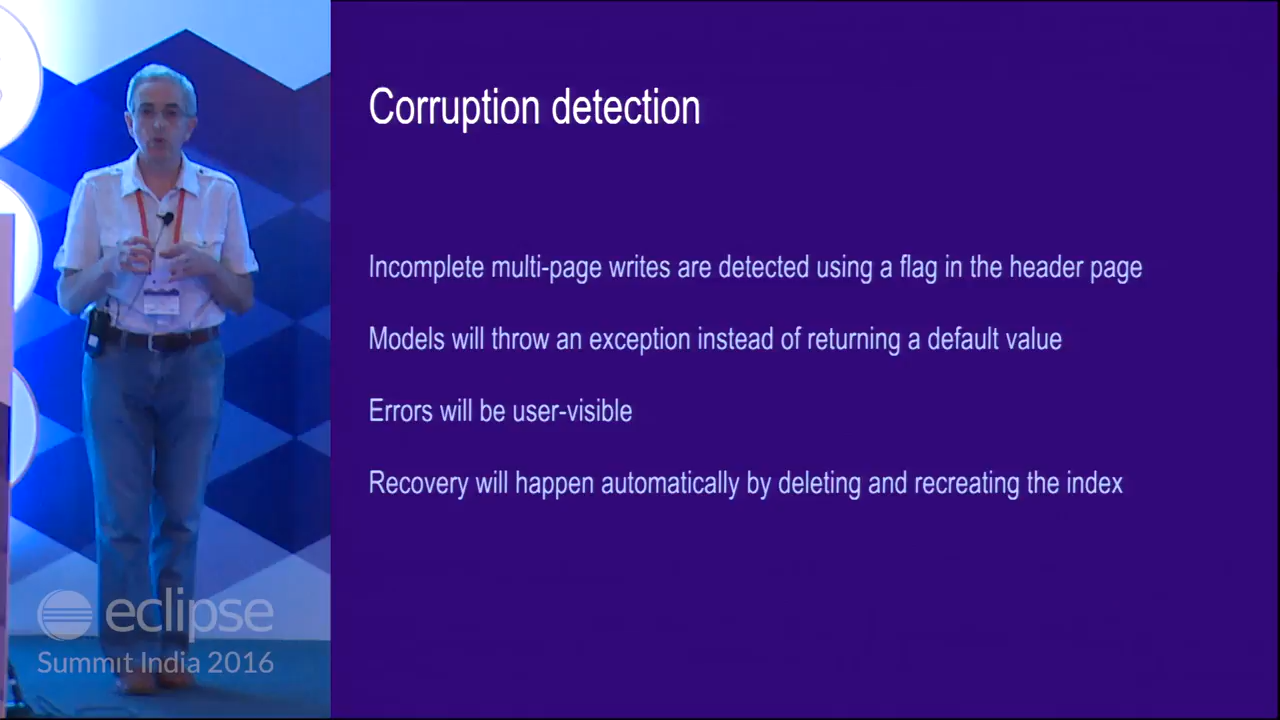 Corruption detection
Incomplete multi-page writes are detected using a flag in the header page
Models will throw an exception instead of returning a default value
Errors will be user-visible
Recovery will happen automatically by deleting and recreating the index
eclipse
Summit India 2016